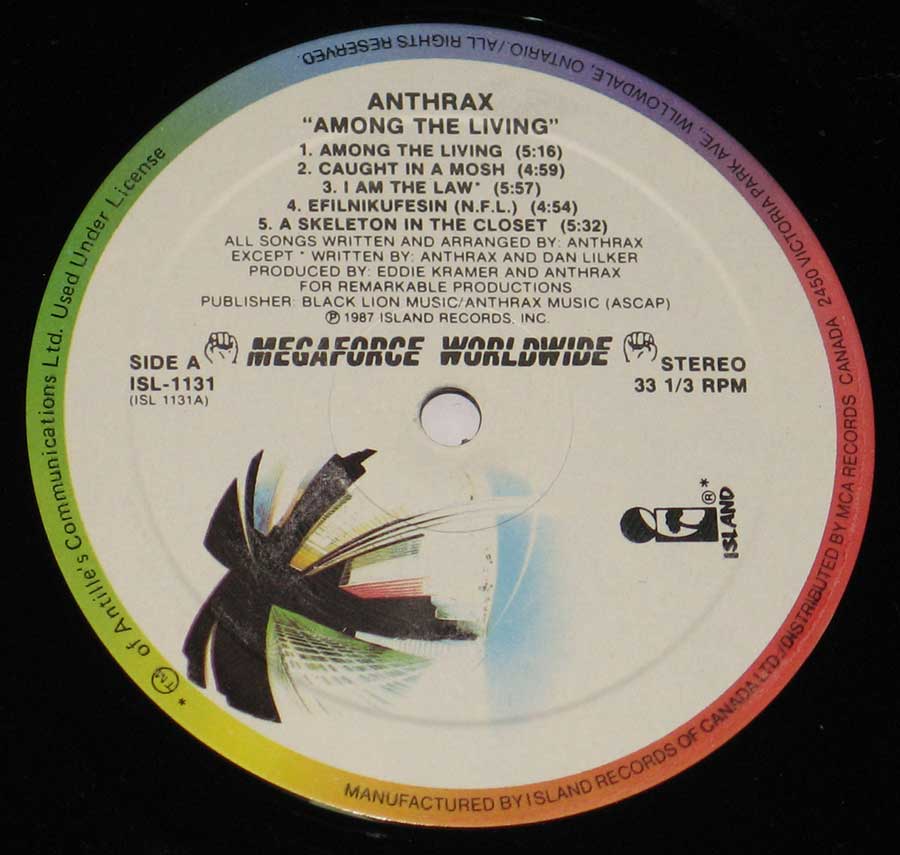 ANTHRAX
"AMONG THE LIVING"
1. AMONG THE LIVING (5:16)
2. CAUGHT IN A MOSH (4:59)
3. I AM THE LAW* (5:57)
4. EFILNIKUFESIN (N.F.L.) (4:54)
5. A SKELETON IN THE CLOSET (5:32)
ALL SONGS WRITTEN AND ARRANGED BY: ANTHRAX
EXCEPT * WRITTEN BY: ANTHRAX AND DAN LILKER
PRODUCED BY: EDDIE KRAMER AND ANTHRAX
FOR REMARKABLE PRODUCTIONS
PUBLISHER: BLACK LION MUSIC/ANTHRAX MUSIC (ASCAP)
℗ 1987 ISLAND RECORDS, INC.
MEGAFORCE WORLDWIDE
SIDE A
ISL-1131
(ISL 1131A)
STEREO
33 1/3 RPM
ISLAND ®*
* TM of Antille's Communications Ltd. Used Under License
MANUFACTURED BY ISLAND RECORDS OF CANADA LTD./DISTRIBUTED BY MCA RECORDS CANADA 2450 VICTORIA PARK AVE., WILLOWDALE, ONTARIO./ALL RIGHTS RESERVED.